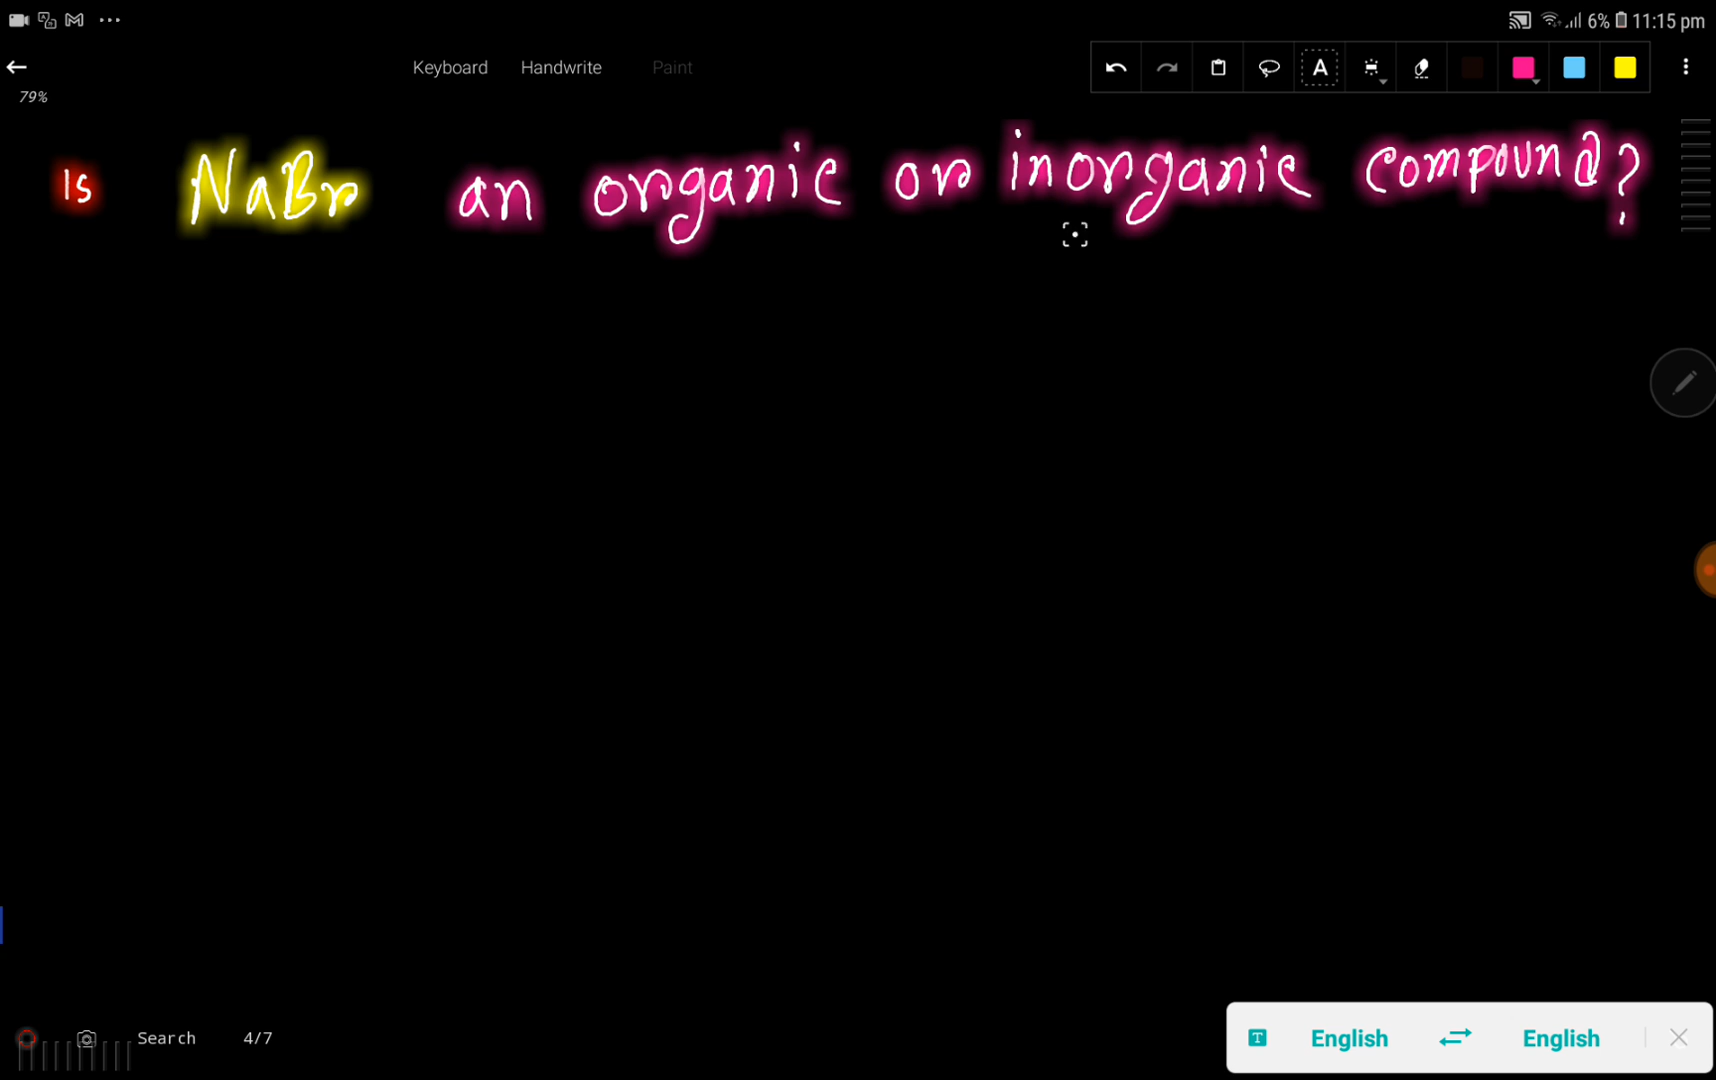 6% 11:15 pm
Keyboard Handwrite Paint A
79%
Is NaBr an organic or inorganic compound?
Search 4/7
T English English